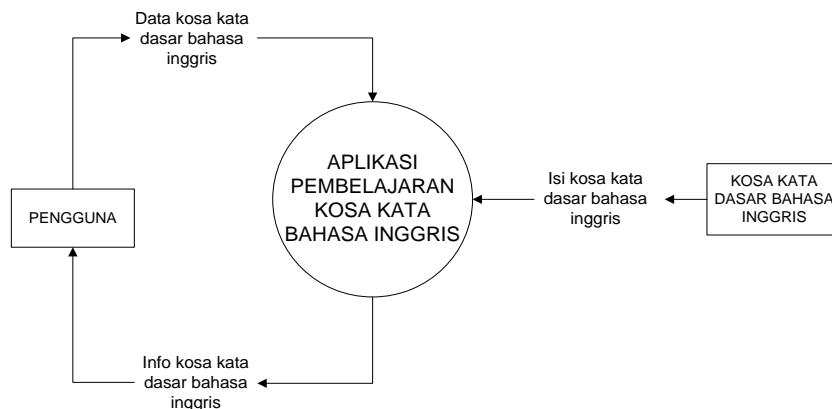 Data kosa kata
dasar bahasa
inggris
APLIKASI
PEMBELAJARAN
KOSA KATA
BAHASA INGGRIS
Isi kosa kata
dasar bahasa
inggris
KOSA KATA
DASAR BAHASA
INGGRIS
PENGGUNA
Info kosa kata
dasar bahasa
inggris